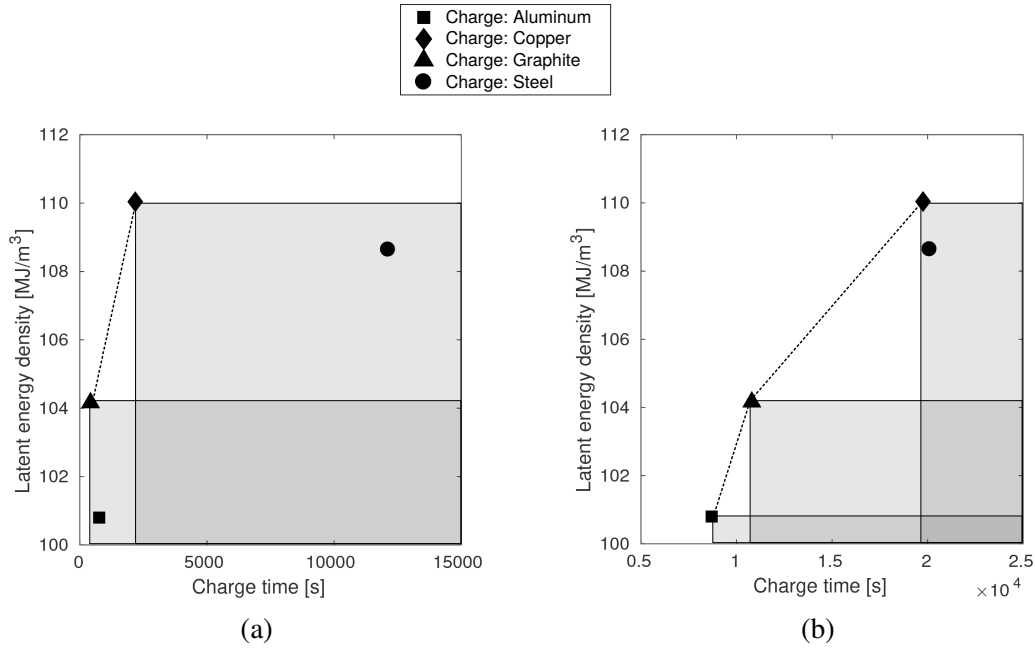 Charge: Aluminum
Charge: Copper
Charge: Graphite
Charge: Steel
112
110
108
106
104
102
100
Latent energy density [MJ/m³]
0
5000
10000
15000
Charge time [s]
(a)
112
110
108
106
104
102
100
Latent energy density [MJ/m³]
0.5
1
1.5
2
2.5
× 10⁴
Charge time [s]
(b)